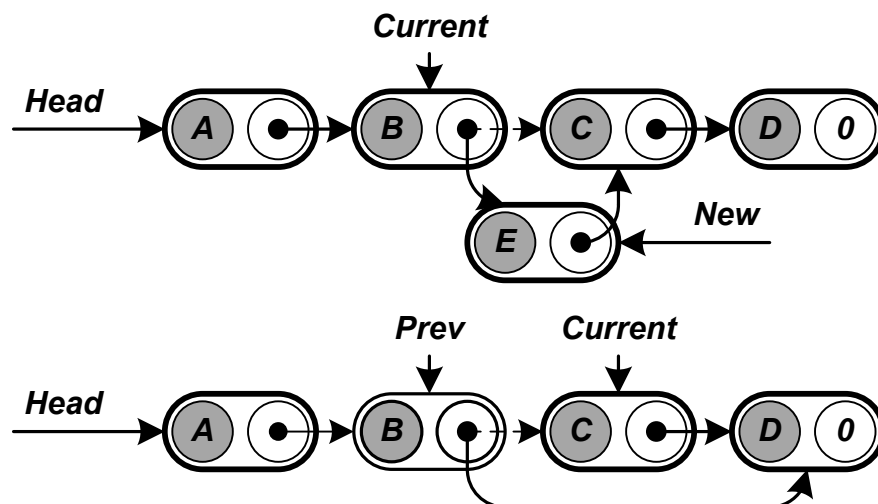 Current
Head
A B C D 0
E
New
Prev Current
Head
A B C D 0